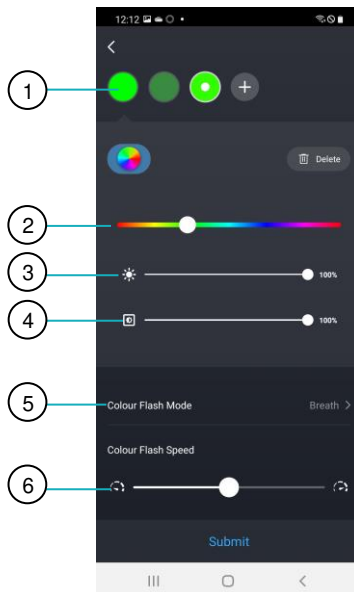 12:12
1
Delete
2
3
100%
4
100%
5
Colour Flash Mode
Breath >
Colour Flash Speed
6
Submit